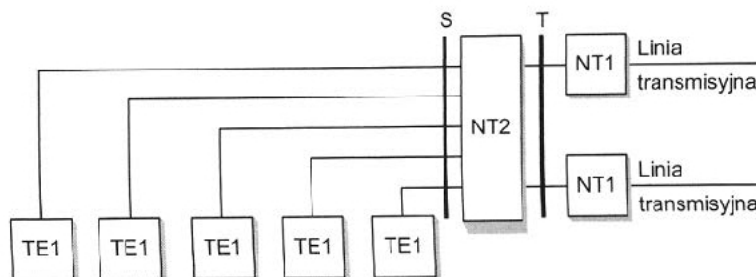 S T
NT1 Linia
transmisyjna
NT2
NT1 Linia
transmisyjna
TE1 TE1 TE1 TE1 TE1